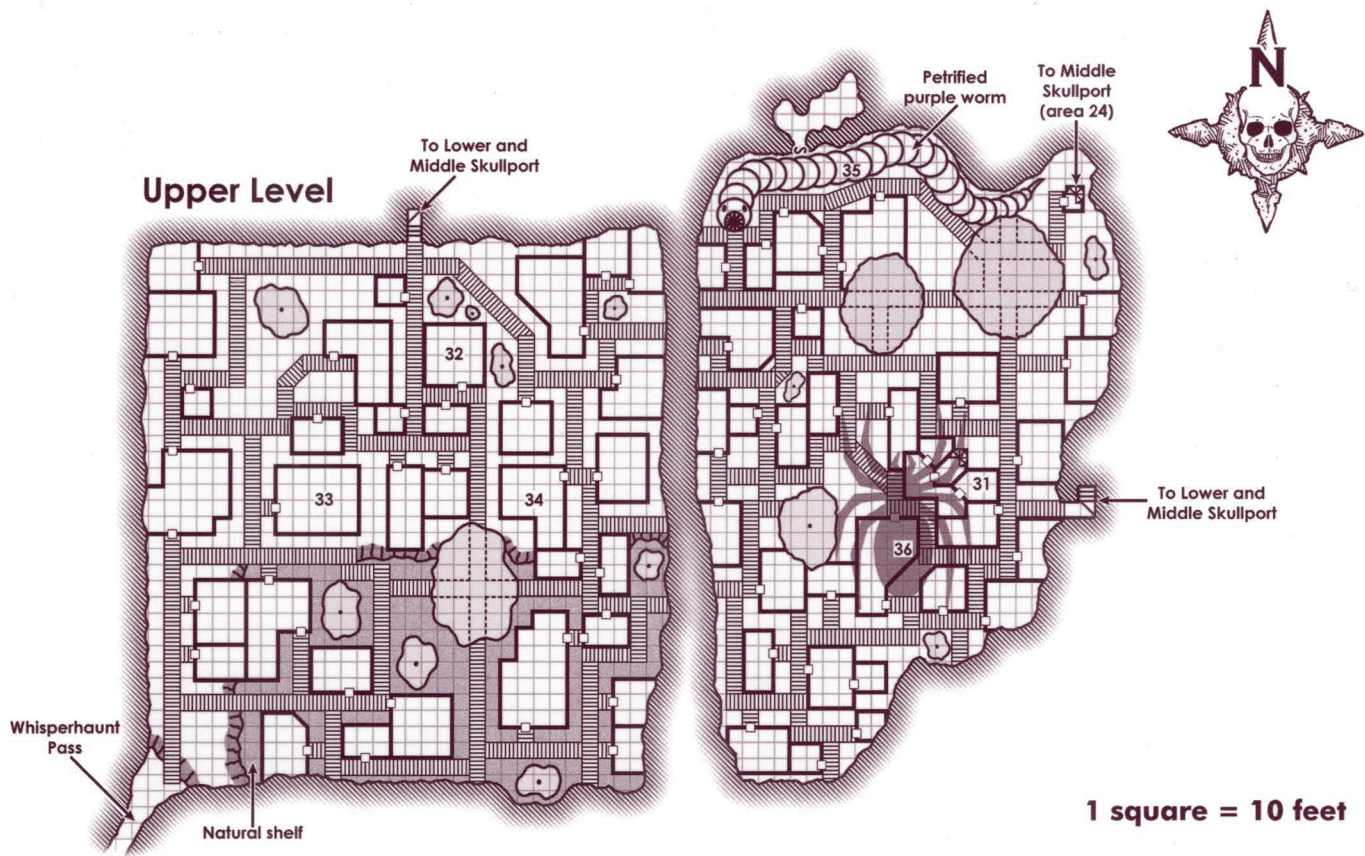 Petrified
purple worm
To Middle
Skullport
(area 24)
N
To Lower and
Middle Skullport
Upper Level
S
35
32
33
34
31
36
To Lower and
Middle Skullport
Whisperhaunt
Pass
Natural shelf
1 square = 10 feet